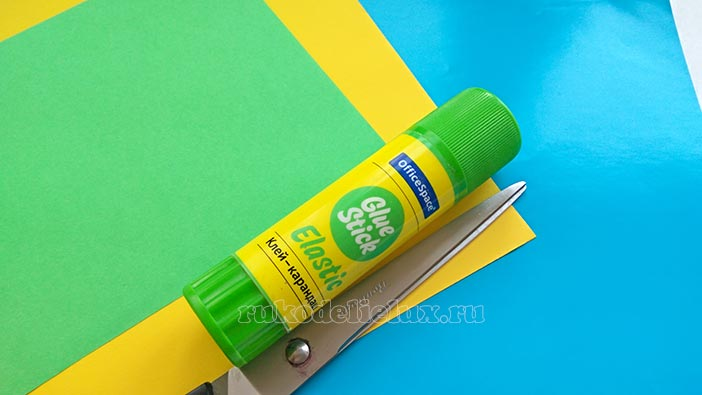 OfficeSpace®
Glue
Stick
Elastic
Клей-карандаш
rukodelielux.ru